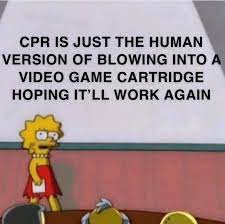 CPR IS JUST THE HUMAN
VERSION OF BLOWING INTO A
VIDEO GAME CARTRIDGE
HOPING IT'LL WORK AGAIN